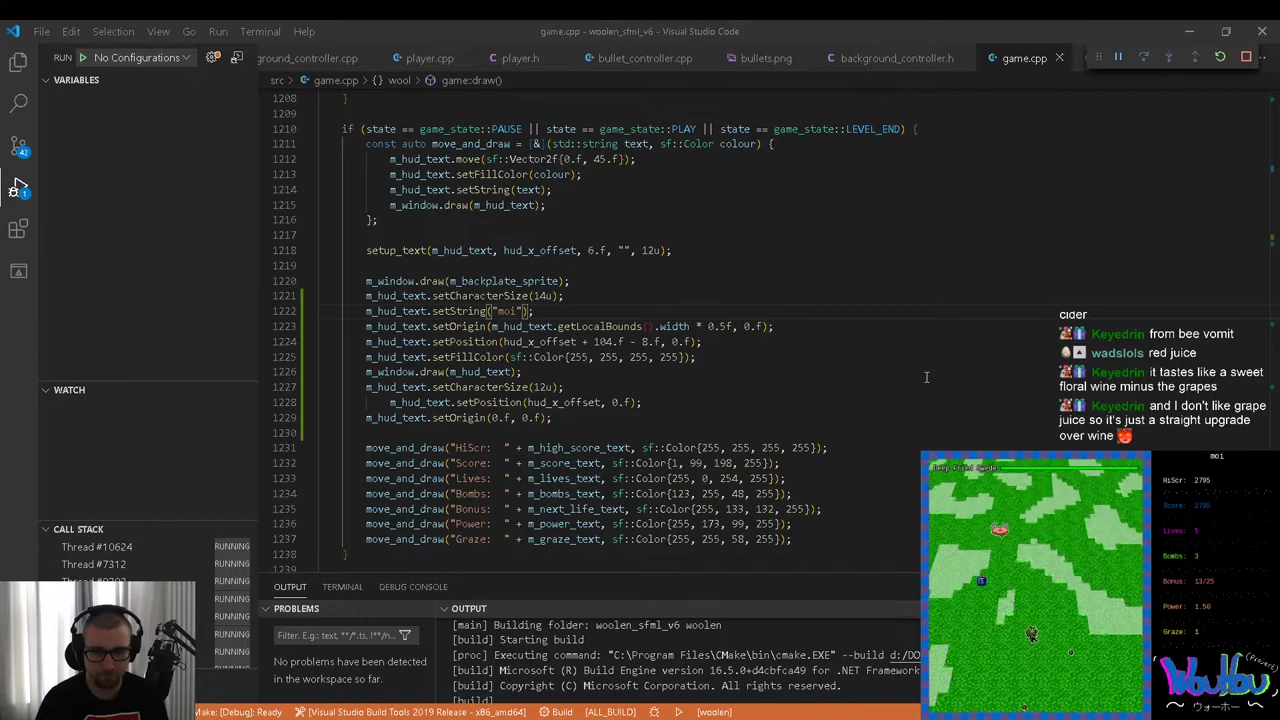 File Edit Selection View Go Run Terminal Help
game.cpp - woolen_sfml_v6 - Visual Studio Code
RUN No Configurations
ground_controller.cpp player.cpp player.h bullet_controller.cpp bullets.png background_controller.h game.cpp
src > game.cpp > {} wool > game::draw()
VARIABLES
1208 }
1209
1210 if (state == game_state::PAUSE || state == game_state::PLAY || state == game_state::LEVEL_END) {
1211 const auto move_and_draw = [&](std::string text, sf::Color colour) {
1212 m_hud_text.move(sf::Vector2f{0.f, 45.f});
1213 m_hud_text.setFillColor(colour);
1214 m_hud_text.setString(text);
1215 m_window.draw(m_hud_text);
1216 };
1217
1218 setup_text(m_hud_text, hud_x_offset, 6.f, "", 12u);
1219
1220 m_window.draw(m_backplate_sprite);
1221 m_hud_text.setCharacterSize(14u);
1222 m_hud_text.setString("moi");
1223 m_hud_text.setOrigin(m_hud_text.getLocalBounds().width * 0.5f, 0.f);
1224 m_hud_text.setPosition(hud_x_offset + 104.f - 8.f, 0.f);
1225 m_hud_text.setFillColor(sf::Color{255, 255, 255, 255});
1226 m_window.draw(m_hud_text);
1227 m_hud_text.setCharacterSize(12u);
1228 m_hud_text.setPosition(hud_x_offset, 0.f);
1229 m_hud_text.setOrigin(0.f, 0.f);
1230
1231 move_and_draw("HiScr: " + m_high_score_text, sf::Color{255, 255, 255, 255});
1232 move_and_draw("Score: " + m_score_text, sf::Color{1, 99, 198, 255});
1233 move_and_draw("Lives: " + m_lives_text, sf::Color{255, 0, 254, 255});
1234 move_and_draw("Bombs: " + m_bombs_text, sf::Color{123, 255, 48, 255});
1235 move_and_draw("Bonus: " + m_next_life_text, sf::Color{255, 133, 132, 255});
1236 move_and_draw("Power: " + m_power_text, sf::Color{255, 173, 99, 255});
1237 move_and_draw("Graze: " + m_graze_text, sf::Color{255, 255, 58, 255});
1238 }
1239
42
1
WATCH
CALL STACK
Thread #10624 RUNNING
Thread #7312 RUNNING
RUNNING
RUNNING
RUNNING
RUNNING
RUNNING
cider
Keyedrin from bee vomit
wadslols red juice
Keyedrin it tastes like a sweet
floral wine minus the grapes
Keyedrin and I don't like grape
juice so it's just a straight upgrade
over wine
Deep Fried Swede
moi
HiScr: 2795
Score: 2795
Lives: 5
Bombs: 3
Bonus: 13/25
Power: 1.50
Graze: 1
(Project)
Wouhou
ウォーホー
OUTPUT TERMINAL DEBUG CONSOLE
PROBLEMS
Filter. E.g.: text, **/*.ts, !**/n...
No problems have been detected
in the workspace so far.
OUTPUT
[main] Building folder: woolen_sfml_v6 woolen
[build] Starting build
[proc] Executing command: "C:\Program Files\CMake\bin\cmake.EXE" --build d:/DO
[build] Microsoft (R) Build Engine version 16.5.0+d4cbfca49 for .NET Framework
[build] Copyright (C) Microsoft Corporation. All rights reserved.
[build]
Make: [Debug]: Ready [Visual Studio Build Tools 2019 Release - x86_amd64] Build [ALL_BUILD] [woolen]